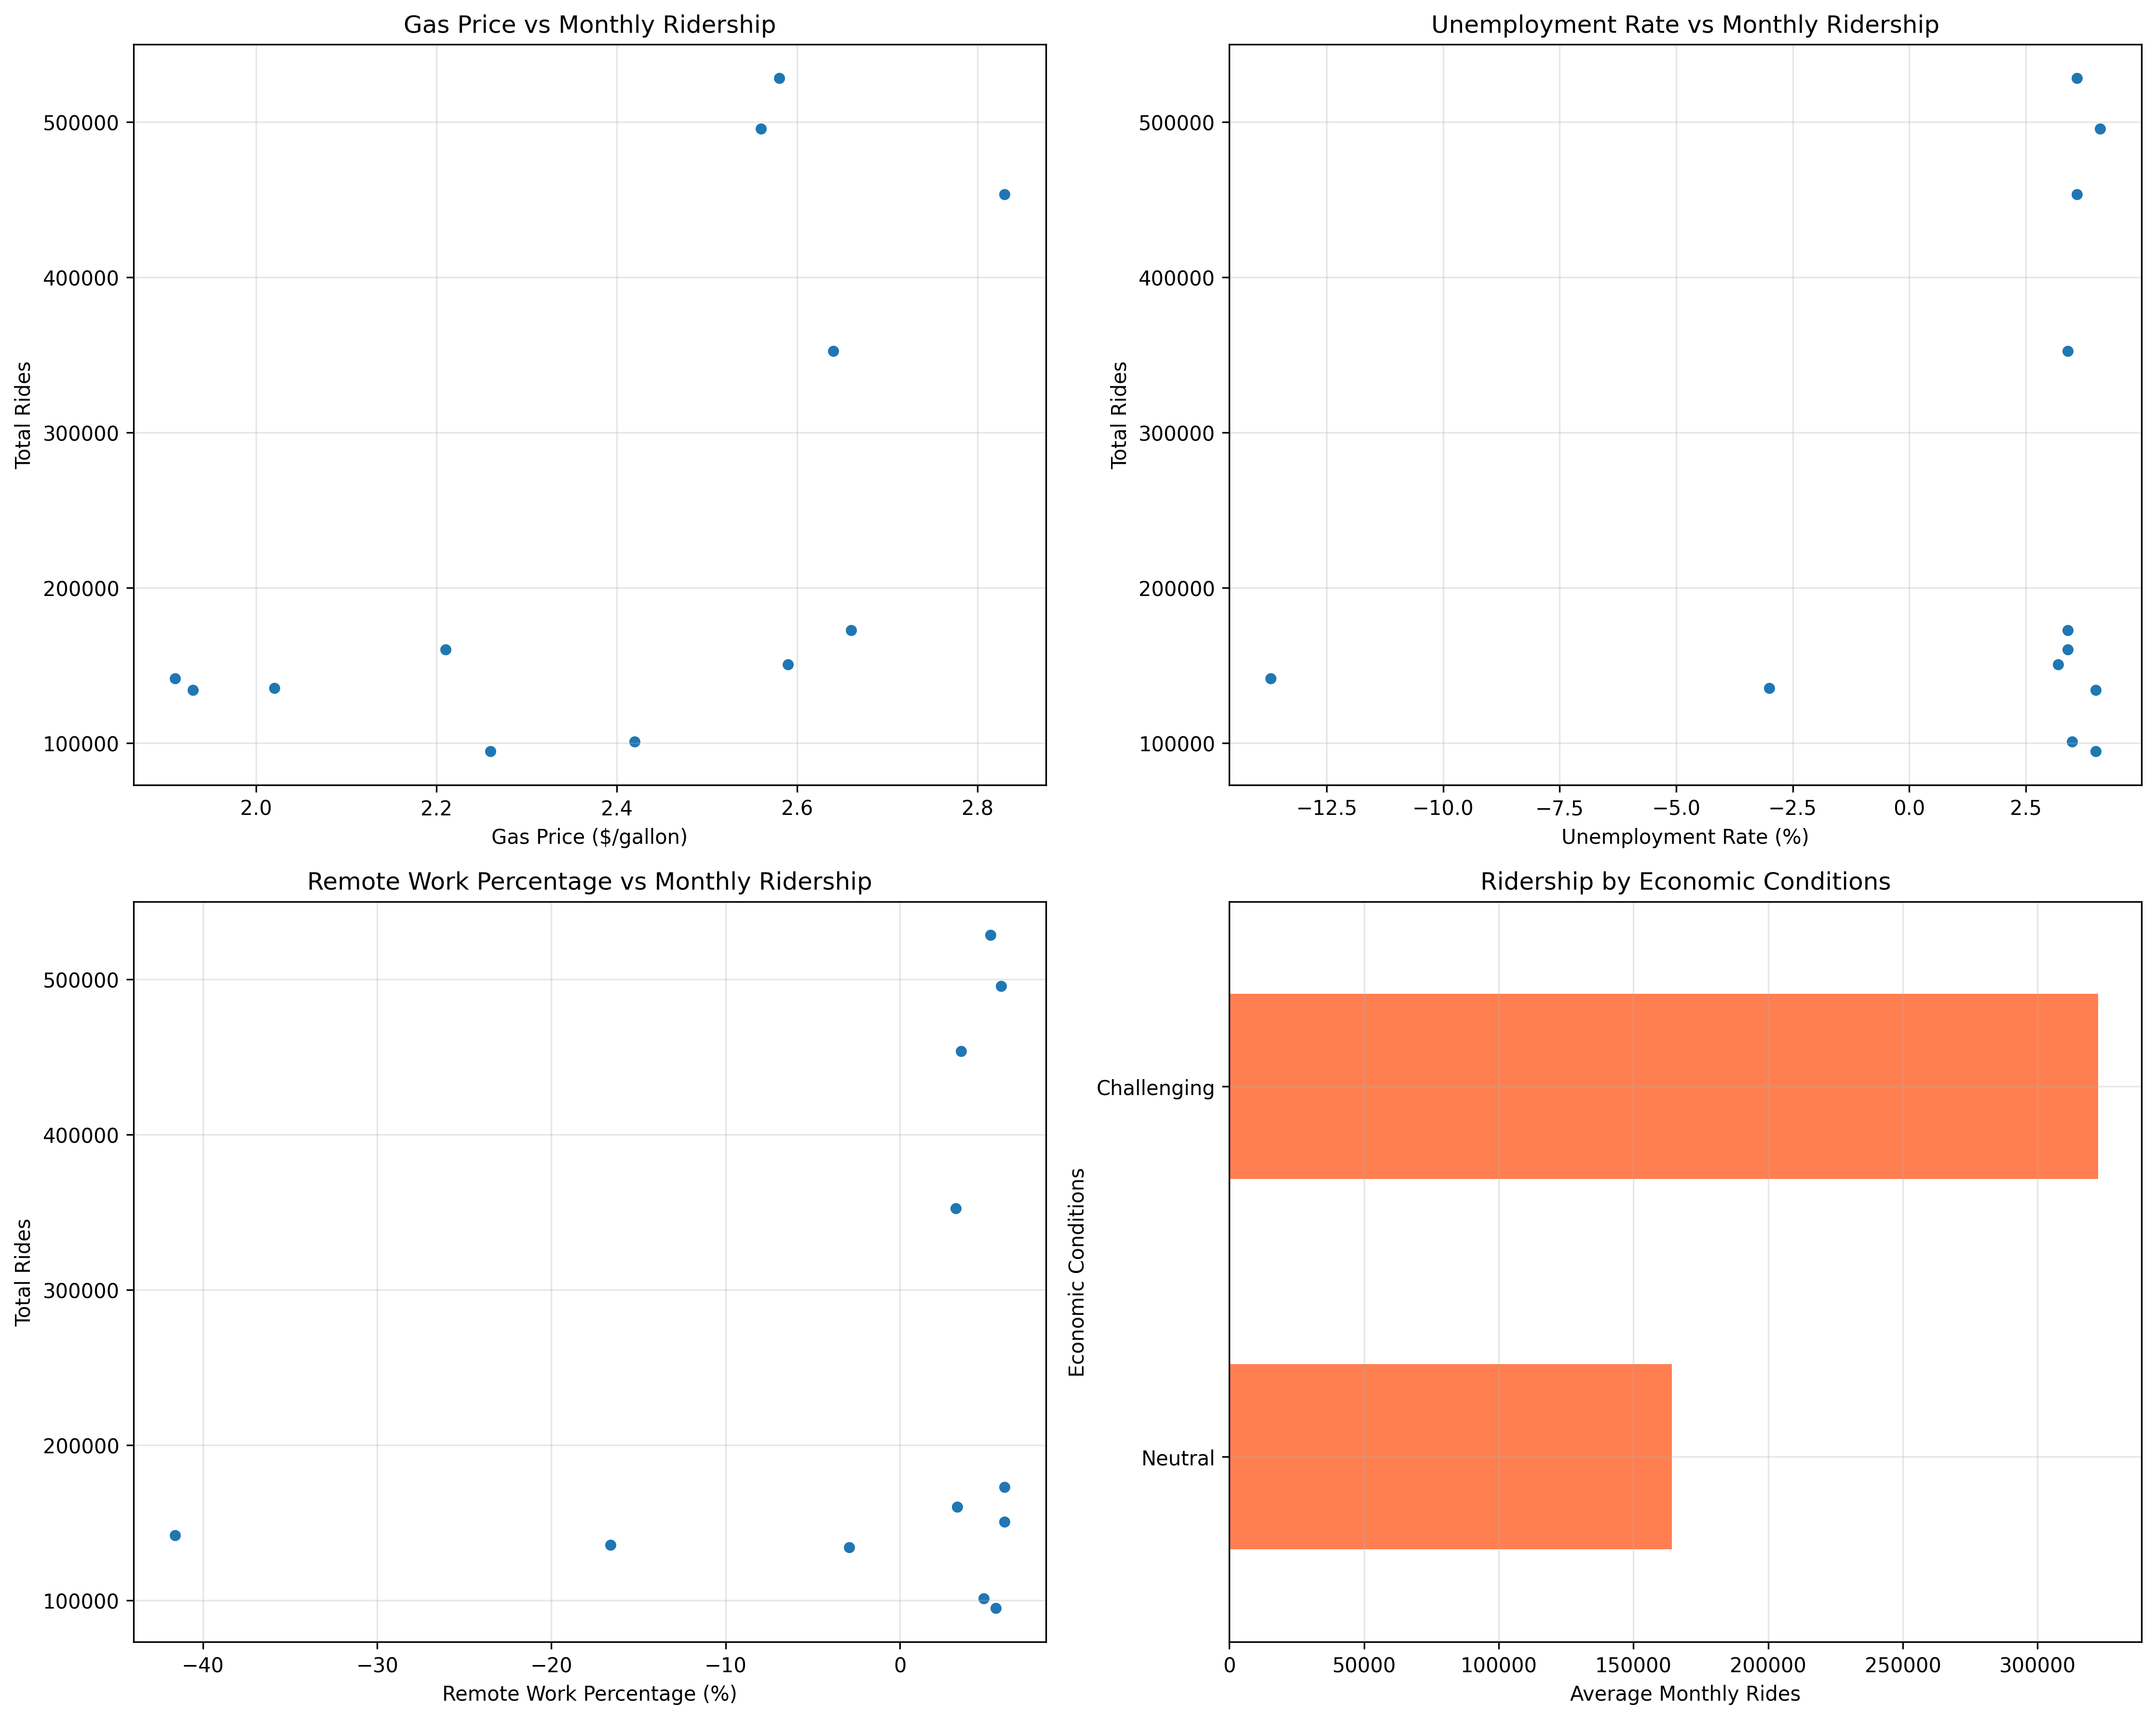 Gas Price vs Monthly Ridership
Total Rides
500000
400000
300000
200000
100000
2.0 2.2 2.4 2.6 2.8
Gas Price ($/gallon)
Unemployment Rate vs Monthly Ridership
Total Rides
500000
400000
300000
200000
100000
−12.5 −10.0 −7.5 −5.0 −2.5 0.0 2.5
Unemployment Rate (%)
Remote Work Percentage vs Monthly Ridership
Total Rides
500000
400000
300000
200000
100000
−40 −30 −20 −10 0
Remote Work Percentage (%)
Ridership by Economic Conditions
Economic Conditions
Challenging
Neutral
0 50000 100000 150000 200000 250000 300000
Average Monthly Rides